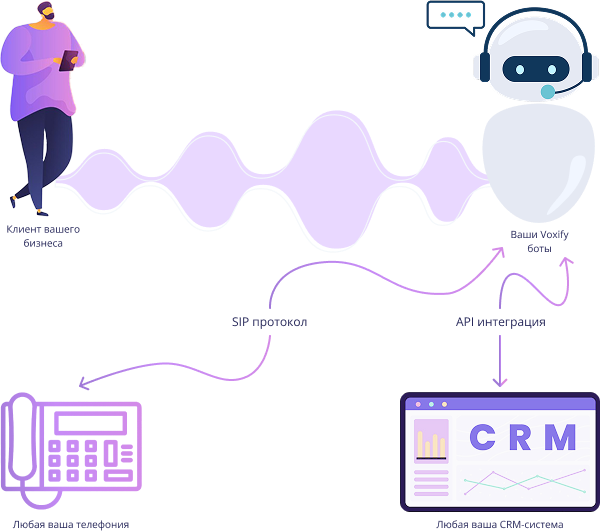 Клиент вашего
бизнеса
Ваши Voxify
боты
SIP протокол
API интеграция
CRM
Любая ваша телефония
Любая ваша CRM-система